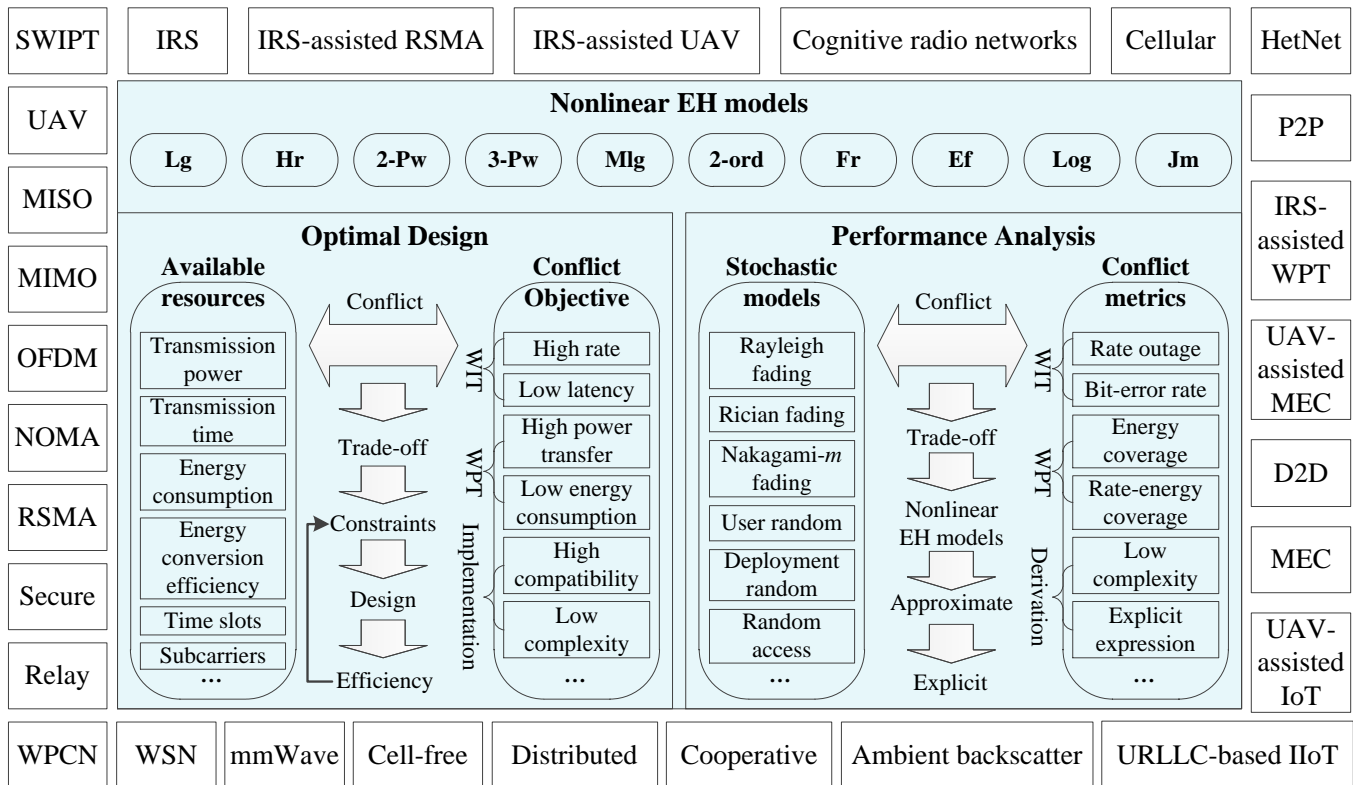 SWIPT
IRS
IRS-assisted RSMA
IRS-assisted UAV
Cognitive radio networks
Cellular
HetNet
UAV
MISO
MIMO
OFDM
NOMA
RSMA
Secure
Relay
Nonlinear EH models
Lg
Hr
2-Pw
3-Pw
Mlg
2-ord
Fr
Ef
Log
Jm
Optimal Design
Available
resources
Transmission
power
Transmission
time
Energy
consumption
Energy
conversion
efficiency
Time slots
Subcarriers
...
Conflict
Trade-off
Constraints
Design
Efficiency
Conflict
Objective
WIT
High rate
Low latency
WPT
High power
transfer
Low energy
consumption
Implementation
High
compatibility
Low
complexity
...
Performance Analysis
Stochastic
models
Rayleigh
fading
Rician fading
Nakagami-m
fading
User random
Deployment
random
Random
access
...
Conflict
Trade-off
Nonlinear
EH models
Approximate
Explicit
Conflict
metrics
WIT
Rate outage
Bit-error rate
WPT
Energy
coverage
Rate-energy
coverage
Derivation
Low
complexity
Explicit
expression
...
P2P
IRS-
assisted
WPT
UAV-
assisted
MEC
D2D
MEC
UAV-
assisted
IoT
WPCN
WSN
mmWave
Cell-free
Distributed
Cooperative
Ambient backscatter
URLLC-based IIoT